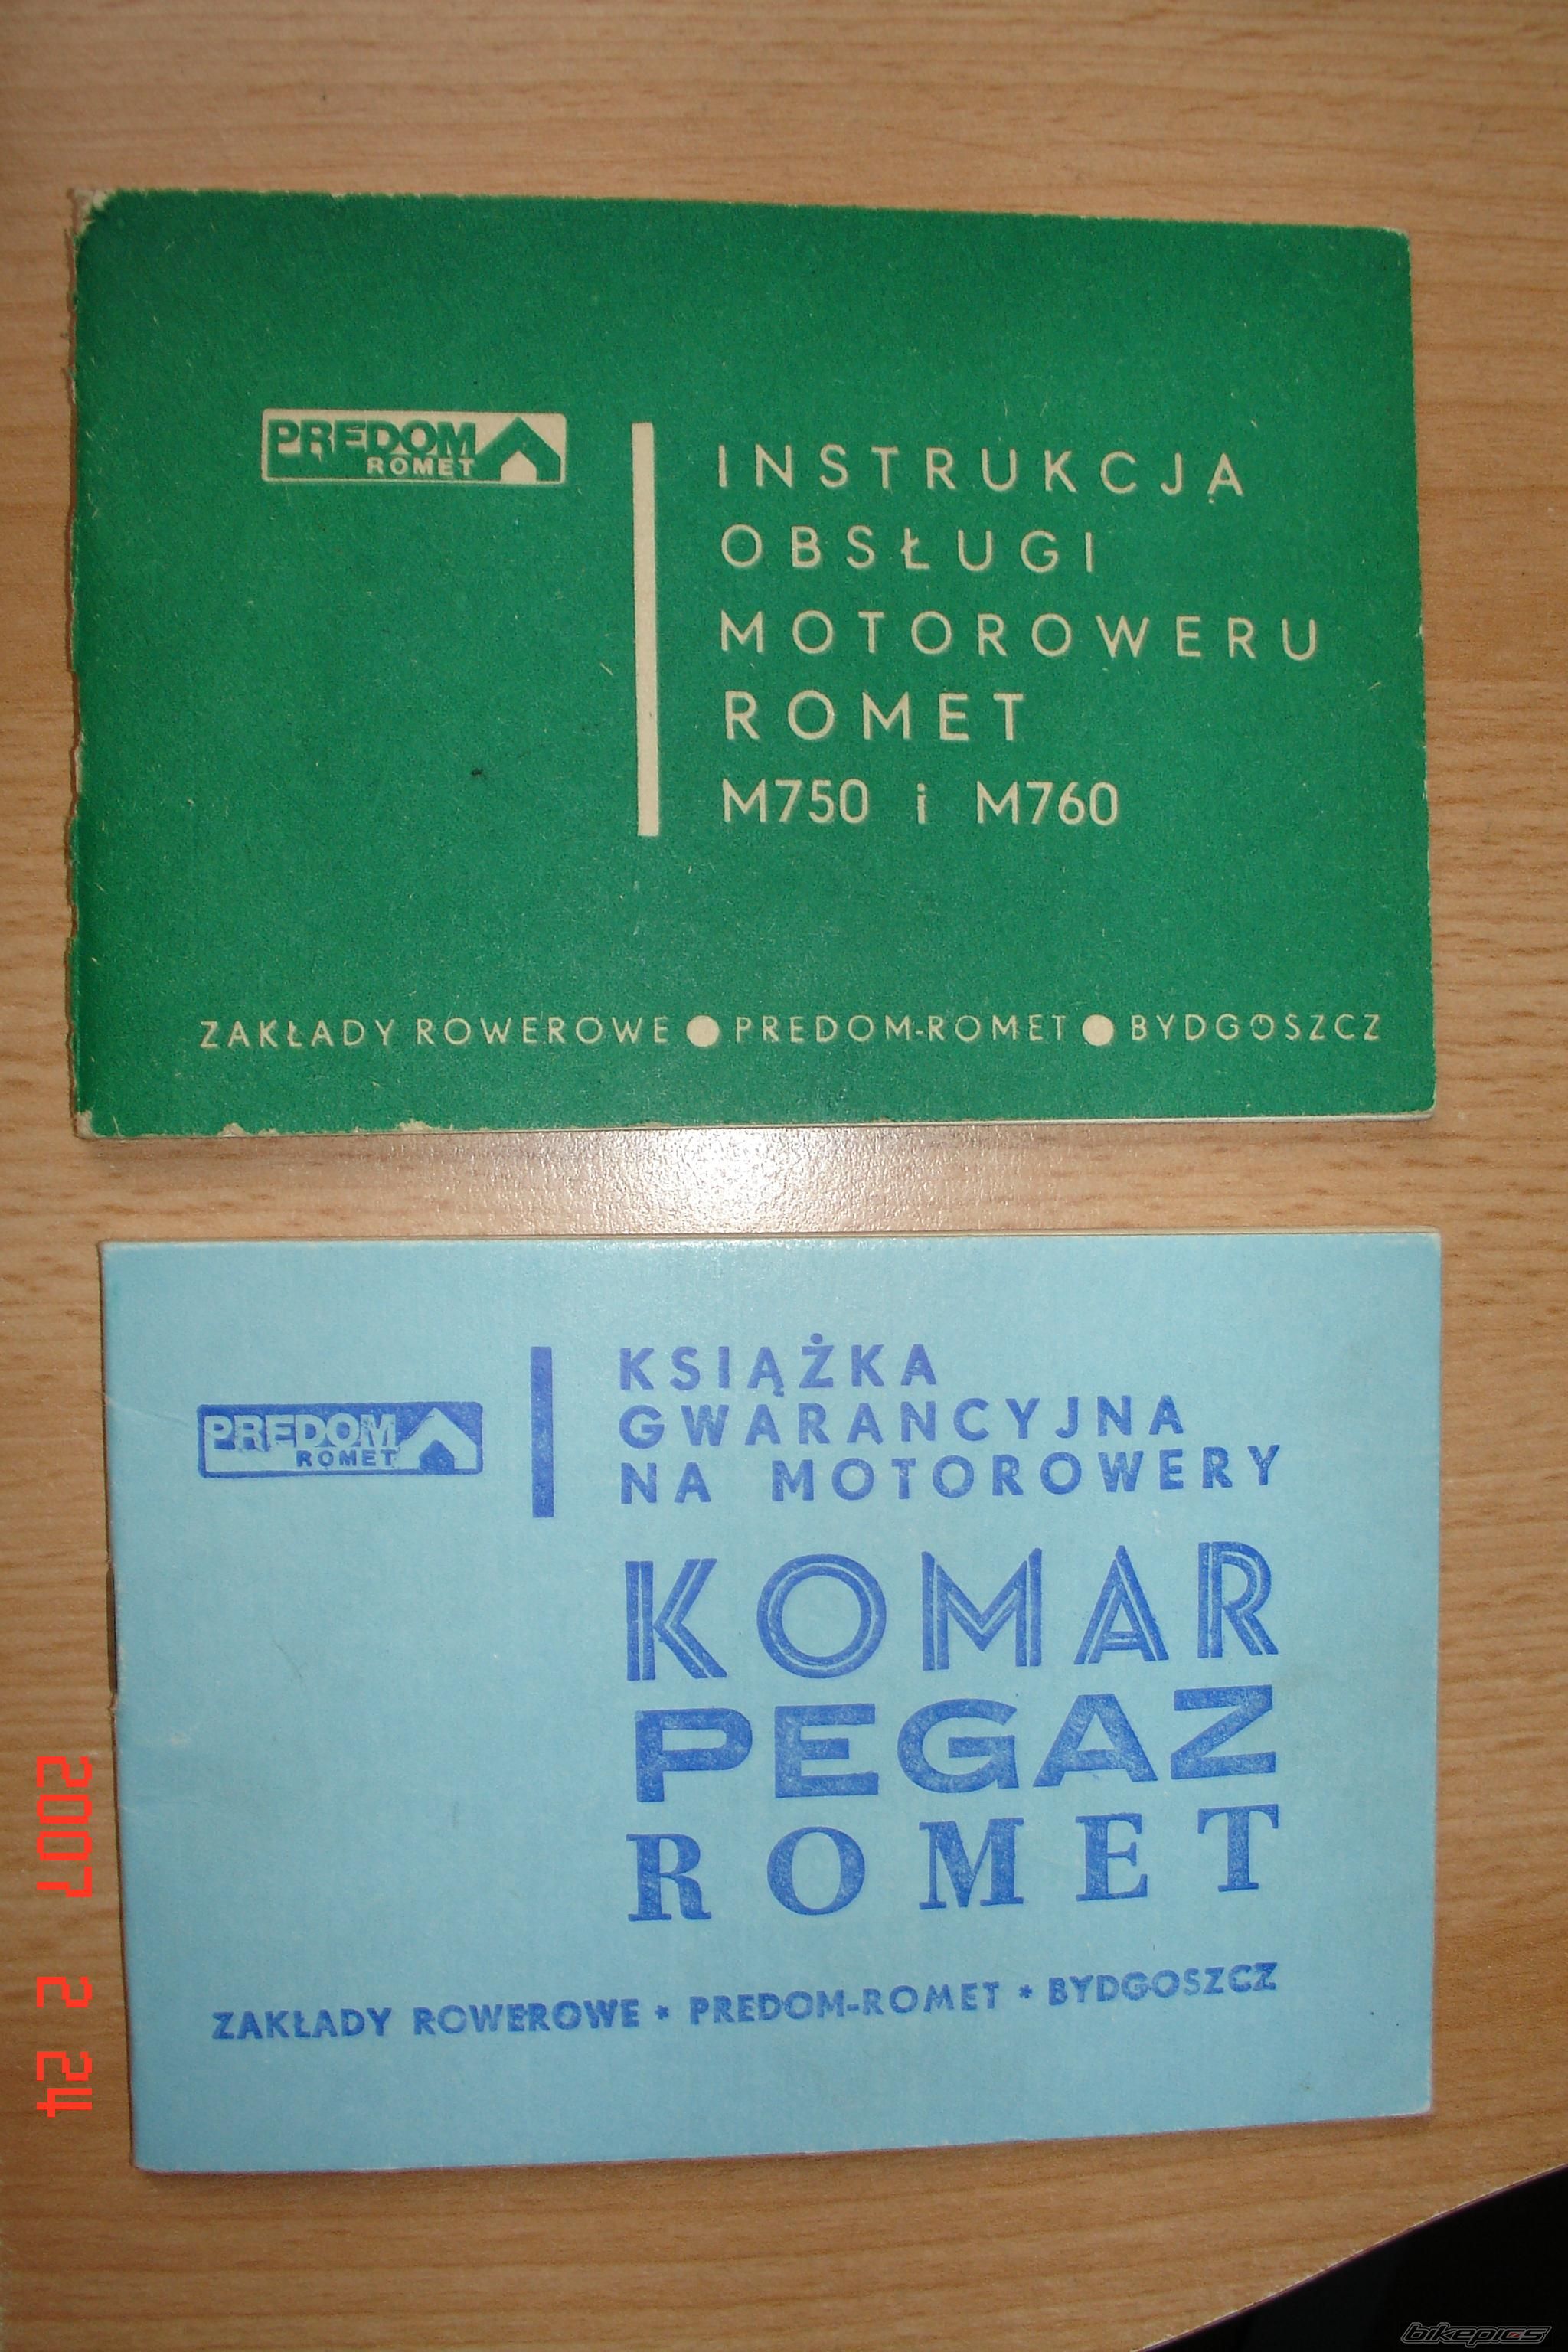 PREDOM
ROMET
INSTRUKCJA
OBSŁUGI
MOTOROWERU
ROMET
M750 i M760
ZAKŁADY ROWEROWE ● PREDOM-ROMET ● BYDGOSZCZ
PREDOM
ROMET
KSIĄŻKA
GWARANCYJNA
NA MOTOROWERY
KOMAR
PEGAZ
ROMET
ZAKŁADY ROWEROWE * PREDOM-ROMET * BYDGOSZCZ
2007 2 24
bikepics